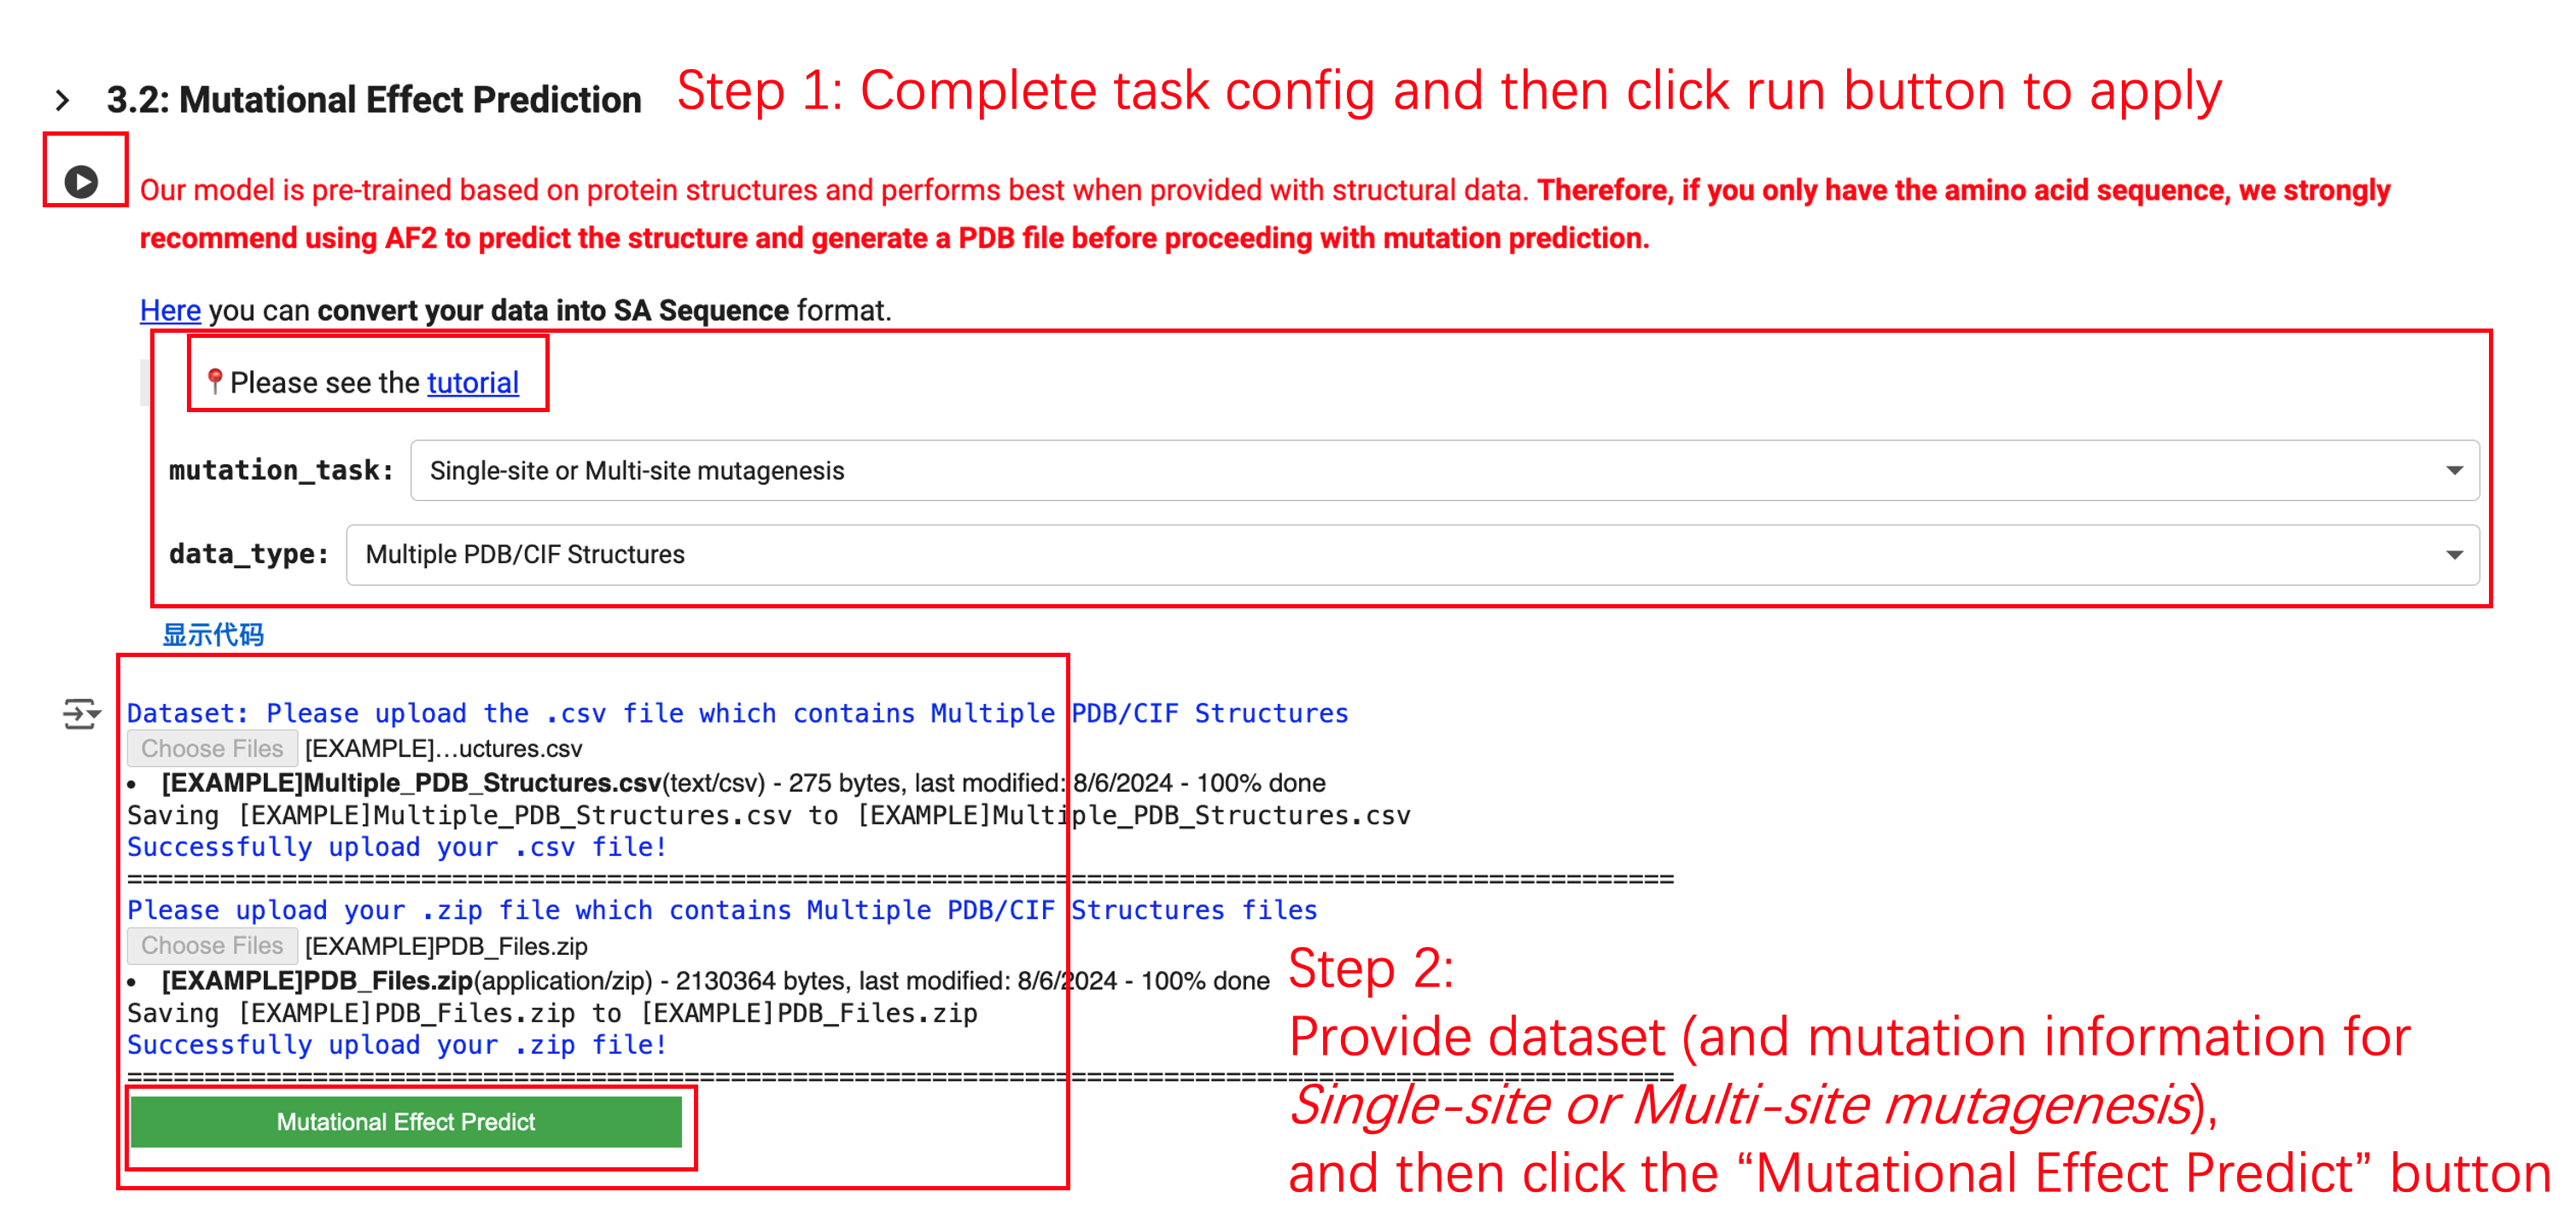 3.2: Mutational Effect Prediction
Step 1: Complete task config and then click run button to apply
Our model is pre-trained based on protein structures and performs best when provided with structural data. Therefore, if you only have the amino acid sequence, we strongly
recommend using AF2 to predict the structure and generate a PDB file before proceeding with mutation prediction.
Here you can convert your data into SA Sequence format.
📍Please see the tutorial
mutation_task: Single-site or Multi-site mutagenesis
data_type: Multiple PDB/CIF Structures
显示代码
Dataset: Please upload the .csv file which contains Multiple PDB/CIF Structures
Choose Files [EXAMPLE]…uctures.csv
• [EXAMPLE]Multiple_PDB_Structures.csv(text/csv) - 275 bytes, last modified: 8/6/2024 - 100% done
Saving [EXAMPLE]Multiple_PDB_Structures.csv to [EXAMPLE]Multiple_PDB_Structures.csv
Successfully upload your .csv file!
====================================================================================================
Please upload your .zip file which contains Multiple PDB/CIF Structures files
Choose Files [EXAMPLE]PDB_Files.zip
• [EXAMPLE]PDB_Files.zip(application/zip) - 2130364 bytes, last modified: 8/6/2024 - 100% done
Saving [EXAMPLE]PDB_Files.zip to [EXAMPLE]PDB_Files.zip
Successfully upload your .zip file!
====================================================================================================
Mutational Effect Predict
Step 2:
Provide dataset (and mutation information for
Single-site or Multi-site mutagenesis),
and then click the “Mutational Effect Predict” button